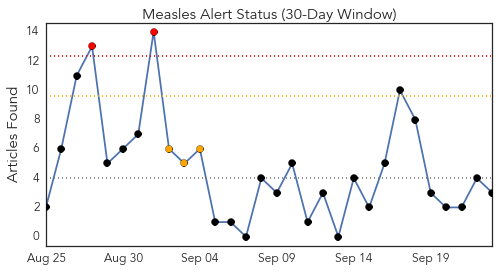 Measles Alert Status (30-Day Window)
Articles Found
14
12
10
8
6
4
2
0
Aug 25
Aug 30
Sep 04
Sep 09
Sep 14
Sep 19